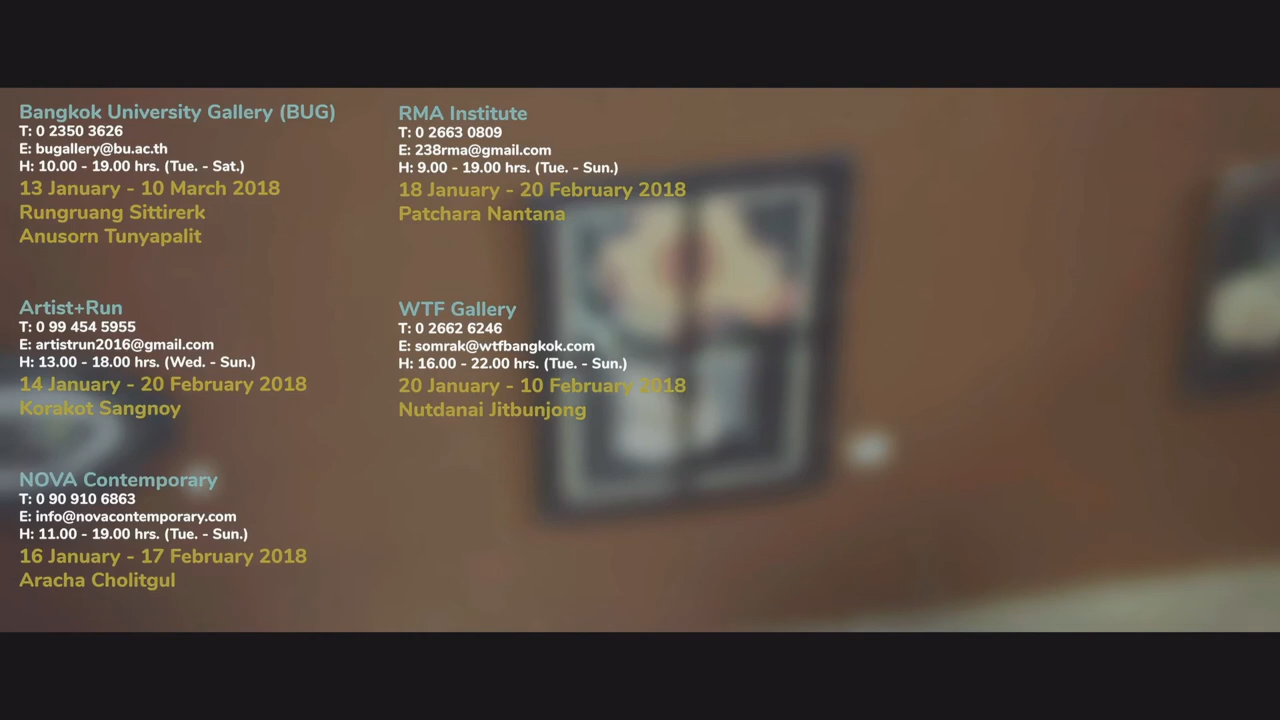 Bangkok University Gallery (BUG)
T: 0 2350 3626
E: bugallery@bu.ac.th
H: 10.00 - 19.00 hrs. (Tue. - Sat.)
13 January - 10 March 2018
Rungruang Sittirerk
Anusorn Tunyapalit
Artist+Run
T: 0 99 454 5955
E: artistrun2016@gmail.com
H: 13.00 - 18.00 hrs. (Wed. - Sun.)
14 January - 20 February 2018
Korakot Sangnoy
NOVA Contemporary
T: 0 90 910 6863
E: info@novacontemporary.com
H: 11.00 - 19.00 hrs. (Tue. - Sun.)
16 January - 17 February 2018
Aracha Cholitgul
RMA Institute
T: 0 2663 0809
E: 238rma@gmail.com
H: 9.00 - 19.00 hrs. (Tue. - Sun.)
18 January - 20 February 2018
Patchara Nantana
WTF Gallery
T: 0 2662 6246
E: somrak@wtfbangkok.com
H: 16.00 - 22.00 hrs. (Tue. - Sun.)
20 January - 10 February 2018
Nutdanai Jitbunjong